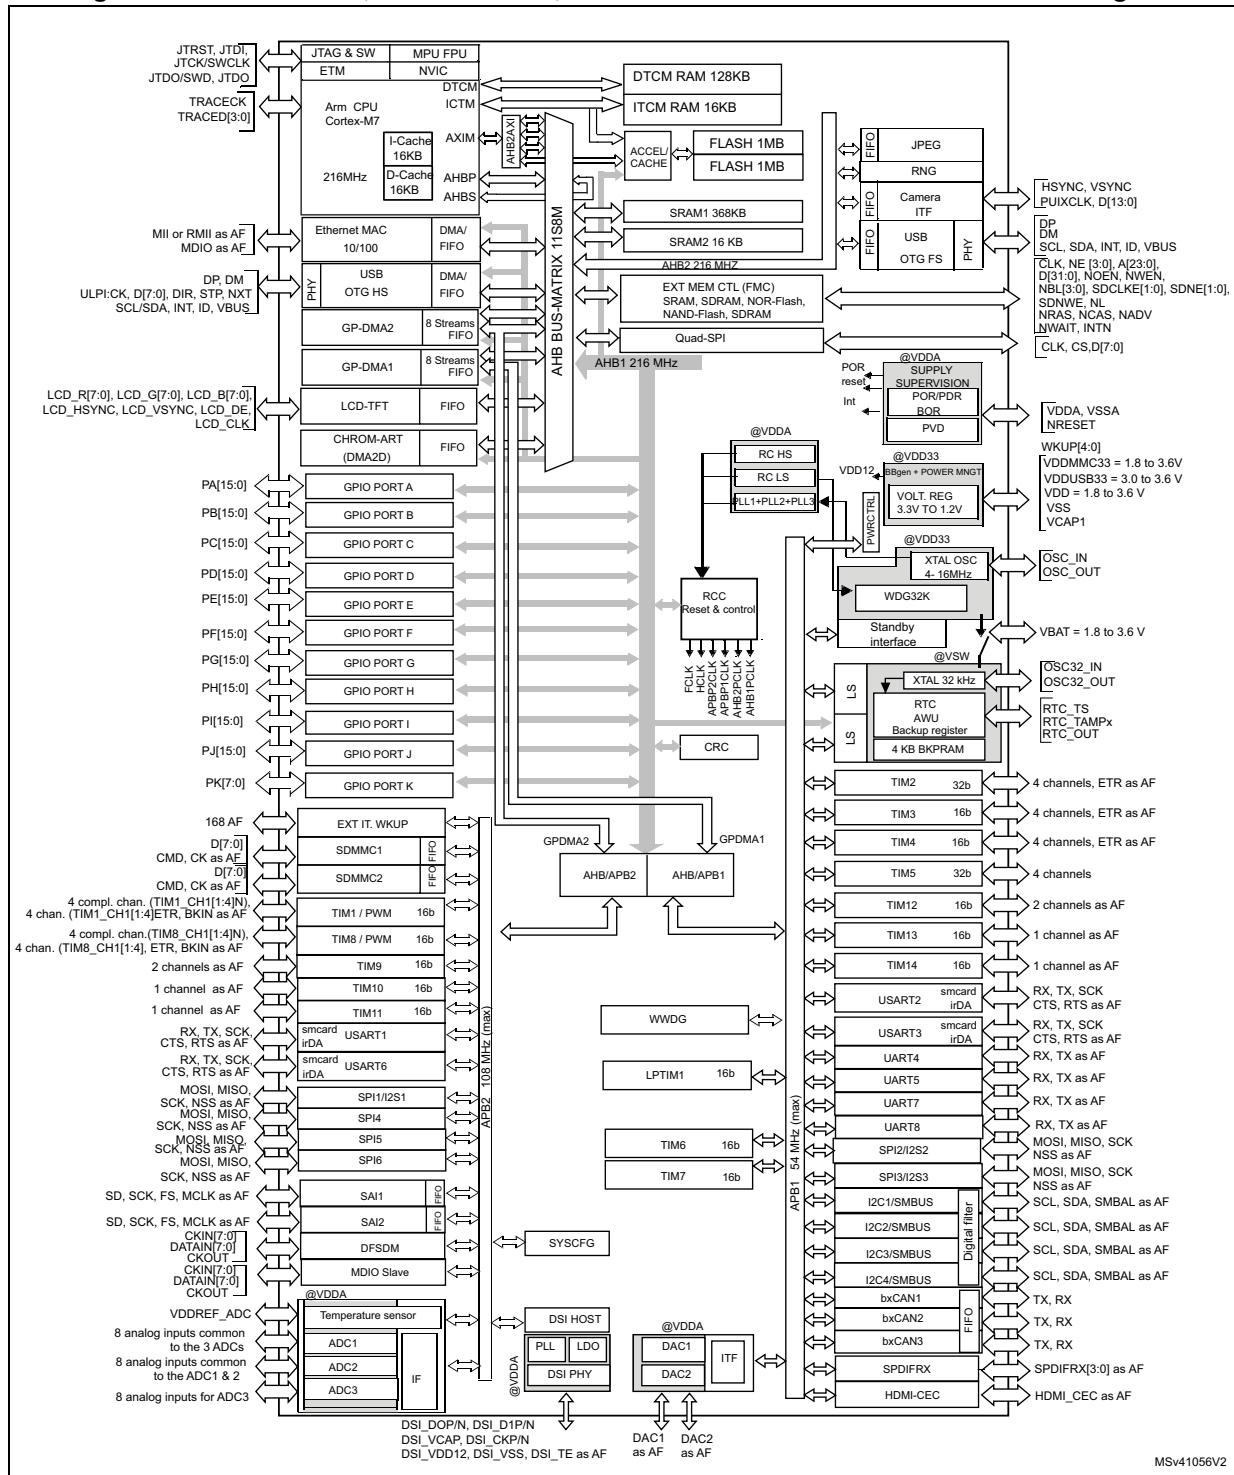 JTRST, JTDI,
JTCK/SWCLK
JTDO/SWD, JTDO
TRACECK
TRACED[3:0]
JTAG & SW
MPU FPU
ETM
NVIC
DTCM
ICTM
Arm CPU
Cortex-M7
AXIM
I-Cache
16KB
216MHz
D-Cache
16KB
AHBP
AHBS
AHB2AXI
AHB BUS-MATRIX 11S8M
DTCM RAM 128KB
ITCM RAM 16KB
ACCEL/
CACHE
FLASH 1MB
FLASH 1MB
SRAM1 368KB
SRAM2 16 KB
AHB2 216 MHZ
EXT MEM CTL (FMC)
SRAM, SDRAM, NOR-Flash,
NAND-Flash, SDRAM
Quad-SPI
AHB1 216 MHz
FIFO
JPEG
RNG
FIFO
Camera
ITF
FIFO
USB
OTG FS
PHY
HSYNC, VSYNC
PUIXCLK, D[13:0]
DP
DM
SCL, SDA, INT, ID, VBUS
CLK, NE [3:0], A[23:0],
D[31:0], NOEN, NWEN,
NBL[3:0], SDCLKE[1:0], SDNE[1:0],
SDNWE, NL
NRAS, NCAS, NADV
NWAIT, INTN
CLK, CS,D[7:0]
MII or RMII as AF
MDIO as AF
Ethernet MAC
10/100
DMA/
FIFO
DP, DM
ULPI:CK, D[7:0], DIR, STP, NXT
SCL/SDA, INT, ID, VBUS
PHY
USB
OTG HS
DMA/
FIFO
GP-DMA2
8 Streams
FIFO
GP-DMA1
8 Streams
FIFO
LCD_R[7:0], LCD_G[7:0], LCD_B[7:0],
LCD_HSYNC, LCD_VSYNC, LCD_DE,
LCD_CLK
LCD-TFT
FIFO
CHROM-ART
(DMA2D)
FIFO
@VDDA
POR
reset
Int
SUPPLY
SUPERVISION
POR/PDR
BOR
PVD
VDDA, VSSA
NRESET
WKUP[4:0]
@VDDA
RC HS
RC LS
PLL1+PLL2+PLL3
@VDD33
VDD12
BBgen + POWER MNGT
VOLT. REG
3.3V TO 1.2V
PWRCTRL
VDDMMC33 = 1.8 to 3.6V
VDDUSB33 = 3.0 to 3.6 V
VDD = 1.8 to 3.6 V
VSS
VCAP1
@VDD33
XTAL OSC
4- 16MHz
WDG32K
OSC_IN
OSC_OUT
Standby
interface
VBAT = 1.8 to 3.6 V
@VSW
LS
LS
XTAL 32 kHz
RTC
AWU
Backup register
4 KB BKPRAM
OSC32_IN
OSC32_OUT
RTC_TS
RTC_TAMPx
RTC_OUT
RCC
Reset & control
FCLK
HCLK
APBP2CLK
APBP1CLK
AHB2PCLK
AHB1PCLK
CRC
PA[15:0]
GPIO PORT A
PB[15:0]
GPIO PORT B
PC[15:0]
GPIO PORT C
PD[15:0]
GPIO PORT D
PE[15:0]
GPIO PORT E
PF[15:0]
GPIO PORT F
PG[15:0]
GPIO PORT G
PH[15:0]
GPIO PORT H
PI[15:0]
GPIO PORT I
PJ[15:0]
GPIO PORT J
PK[7:0]
GPIO PORT K
168 AF
EXT IT. WKUP
D[7:0]
CMD, CK as AF
SDMMC1
FIFO
D[7:0]
CMD, CK as AF
SDMMC2
FIFO
4 compl. chan. (TIM1_CH1[1:4]N),
4 chan. (TIM1_CH1[1:4]ETR, BKIN as AF
TIM1 / PWM 16b
4 compl. chan.(TIM8_CH1[1:4]N),
4 chan. (TIM8_CH1[1:4], ETR, BKIN as AF
TIM8 / PWM 16b
2 channels as AF
TIM9 16b
1 channel as AF
TIM10 16b
1 channel as AF
TIM11 16b
RX, TX, SCK,
CTS, RTS as AF
smcard
irDA
USART1
RX, TX, SCK,
CTS, RTS as AF
smcard
irDA
USART6
MOSI, MISO,
SCK, NSS as AF
SPI1/I2S1
MOSI, MISO,
SCK, NSS as AF
SPI4
MOSI, MISO,
SCK, NSS as AF
SPI5
MOSI, MISO,
SCK, NSS as AF
SPI6
SD, SCK, FS, MCLK as AF
SAI1
FIFO
SD, SCK, FS, MCLK as AF
SAI2
FIFO
CKIN[7:0]
DATAIN[7:0]
CKOUT
DFSDM
CKIN[7:0]
DATAIN[7:0]
CKOUT
MDIO Slave
@VDDA
VDDREF_ADC
Temperature sensor
8 analog inputs common
to the 3 ADCs
ADC1
8 analog inputs common
to the ADC1 & 2
ADC2
8 analog inputs for ADC3
ADC3
IF
APB2 108 MHz (max)
GPDMA2
GPDMA1
AHB/APB2
AHB/APB1
WWDG
LPTIM1 16b
TIM6 16b
TIM7 16b
SYSCFG
DSI HOST
@VDDA
PLL
LDO
DSI PHY
DSI_DOP/N, DSI_D1P/N
DSI_VCAP, DSI_CKP/N
DSI_VDD12, DSI_VSS, DSI_TE as AF
@VDDA
DAC1
DAC2
ITF
DAC1
as AF
DAC2
as AF
APB1 54 MHz (max)
TIM2 32b
4 channels, ETR as AF
TIM3 16b
4 channels, ETR as AF
TIM4 16b
4 channels, ETR as AF
TIM5 32b
4 channels
TIM12 16b
2 channels as AF
TIM13 16b
1 channel as AF
TIM14 16b
1 channel as AF
USART2
smcard
irDA
RX, TX, SCK
CTS, RTS as AF
USART3
smcard
irDA
RX, TX, SCK
CTS, RTS as AF
UART4
RX, TX as AF
UART5
RX, TX as AF
UART7
RX, TX as AF
UART8
RX, TX as AF
SPI2/I2S2
MOSI, MISO, SCK
NSS as AF
SPI3/I2S3
MOSI, MISO, SCK
NSS as AF
I2C1/SMBUS
SCL, SDA, SMBAL as AF
I2C2/SMBUS
SCL, SDA, SMBAL as AF
I2C3/SMBUS
SCL, SDA, SMBAL as AF
I2C4/SMBUS
SCL, SDA, SMBAL as AF
Digital filter
bxCAN1
TX, RX
bxCAN2
TX, RX
bxCAN3
TX, RX
FIFO
SPDIFRX
SPDIFRX[3:0] as AF
HDMI-CEC
HDMI_CEC as AF
MSv41056V2